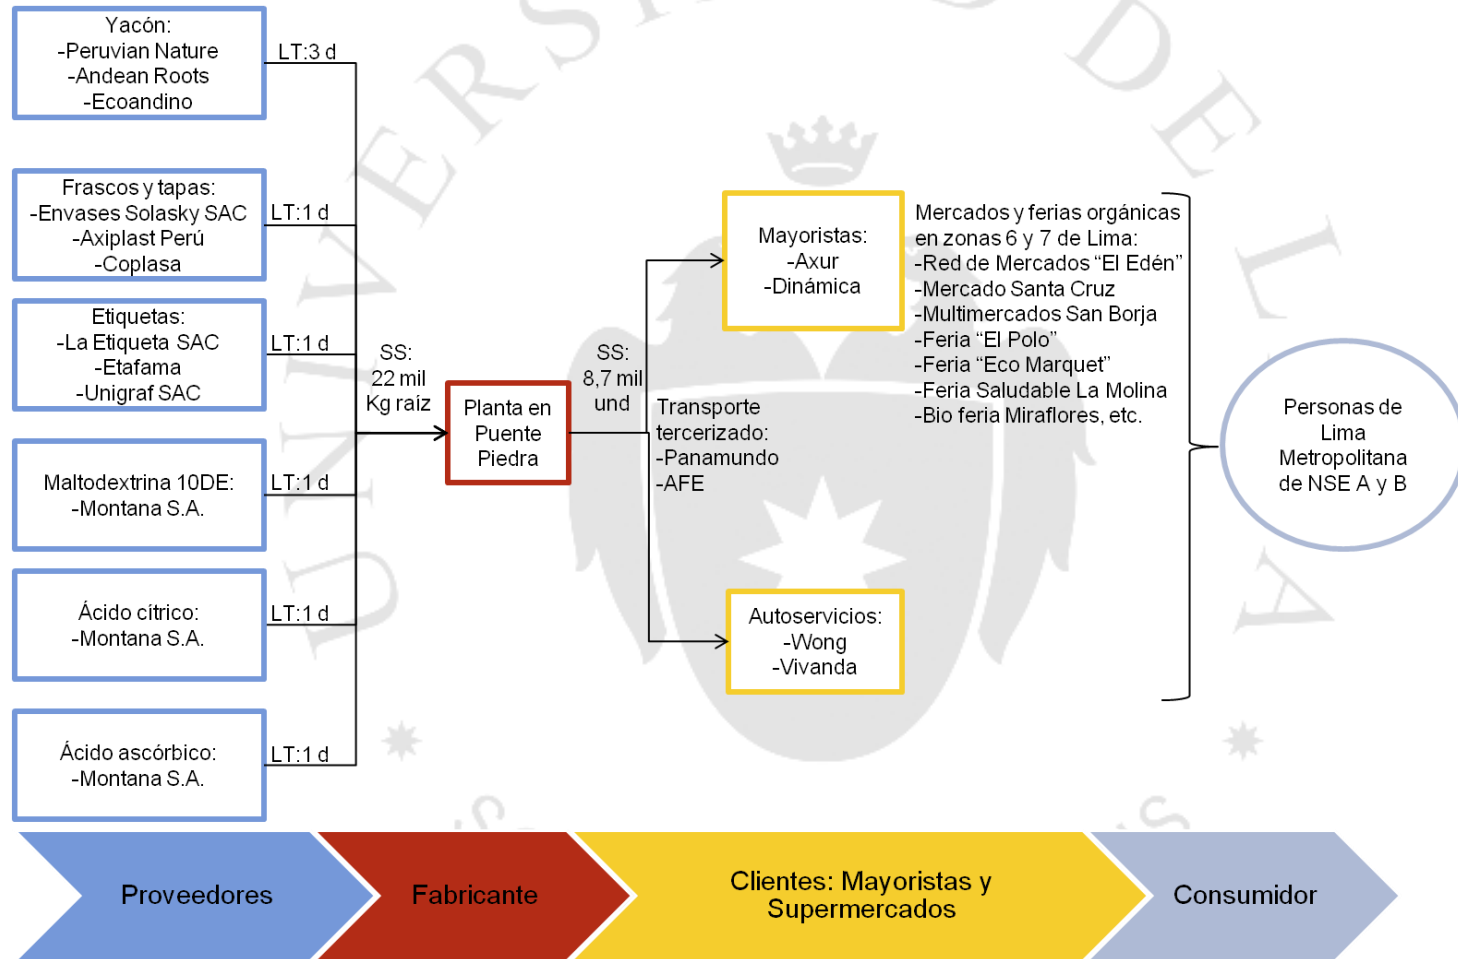 Yacón:
-Peruvian Nature
-Andean Roots
-Ecoandino
LT:3 d
Frascos y tapas:
-Envases Solasky SAC
-Axiplast Perú
-Coplasa
LT:1 d
Etiquetas:
-La Etiqueta SAC
-Etafama
-Unigraf SAC
LT:1 d
Maltodextrina 10DE:
-Montana S.A.
LT:1 d
Ácido cítrico:
-Montana S.A.
LT:1 d
Ácido ascórbico:
-Montana S.A.
LT:1 d
SS:
22 mil
Kg raíz
Planta en
Puente
Piedra
SS:
8,7 mil
und
Transporte
tercerizado:
-Panamundo
-AFE
Mayoristas:
-Axur
-Dinámica
Autoservicios:
-Wong
-Vivanda
Mercados y ferias orgánicas
en zonas 6 y 7 de Lima:
-Red de Mercados “El Edén”
-Mercado Santa Cruz
-Multimercados San Borja
-Feria “El Polo”
-Feria “Eco Marquet”
-Feria Saludable La Molina
-Bio feria Miraflores, etc.
Personas de
Lima
Metropolitana
de NSE A y B
Proveedores
Fabricante
Clientes: Mayoristas y
Supermercados
Consumidor